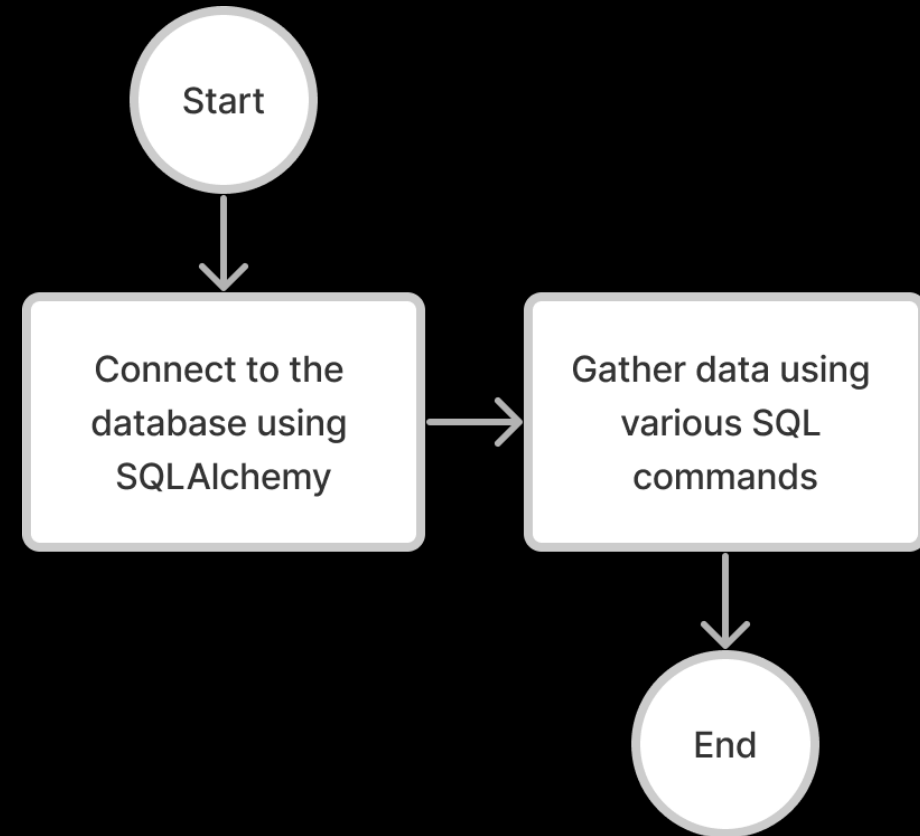 Start
Connect to the
database using
SQLAlchemy
Gather data using
various SQL
commands
End